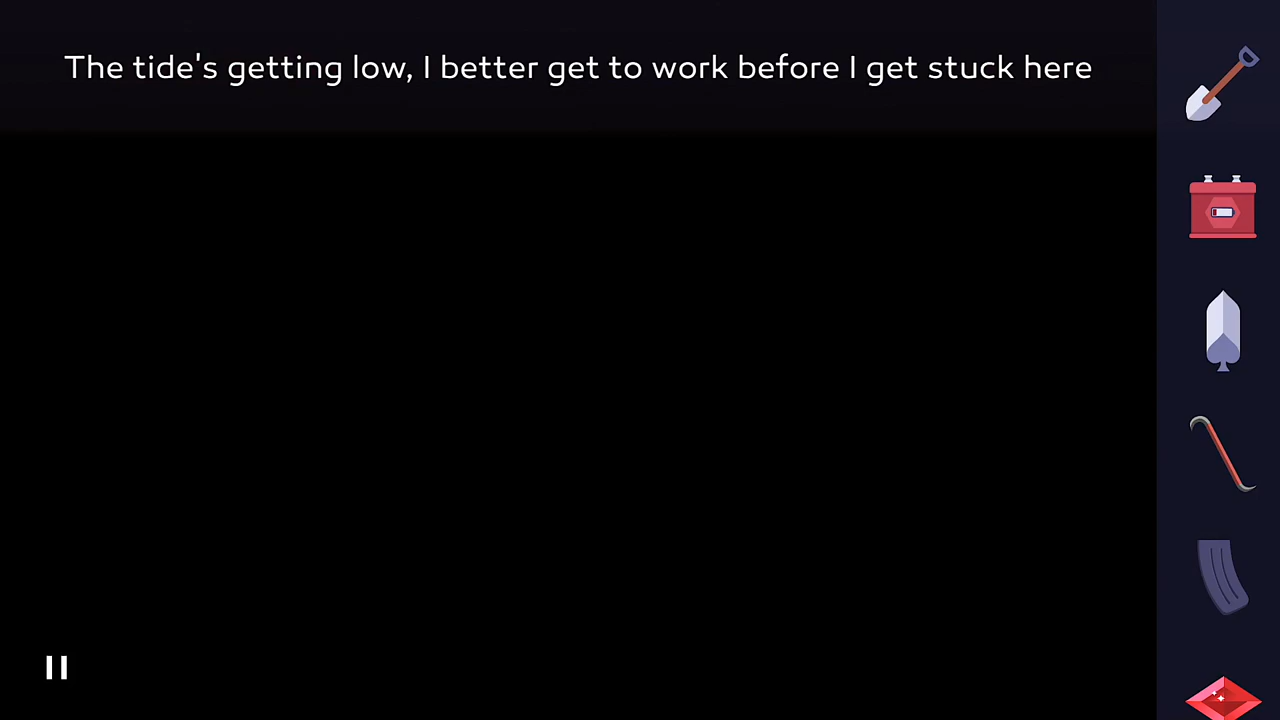 The tide's getting low, I better get to work before I get stuck here